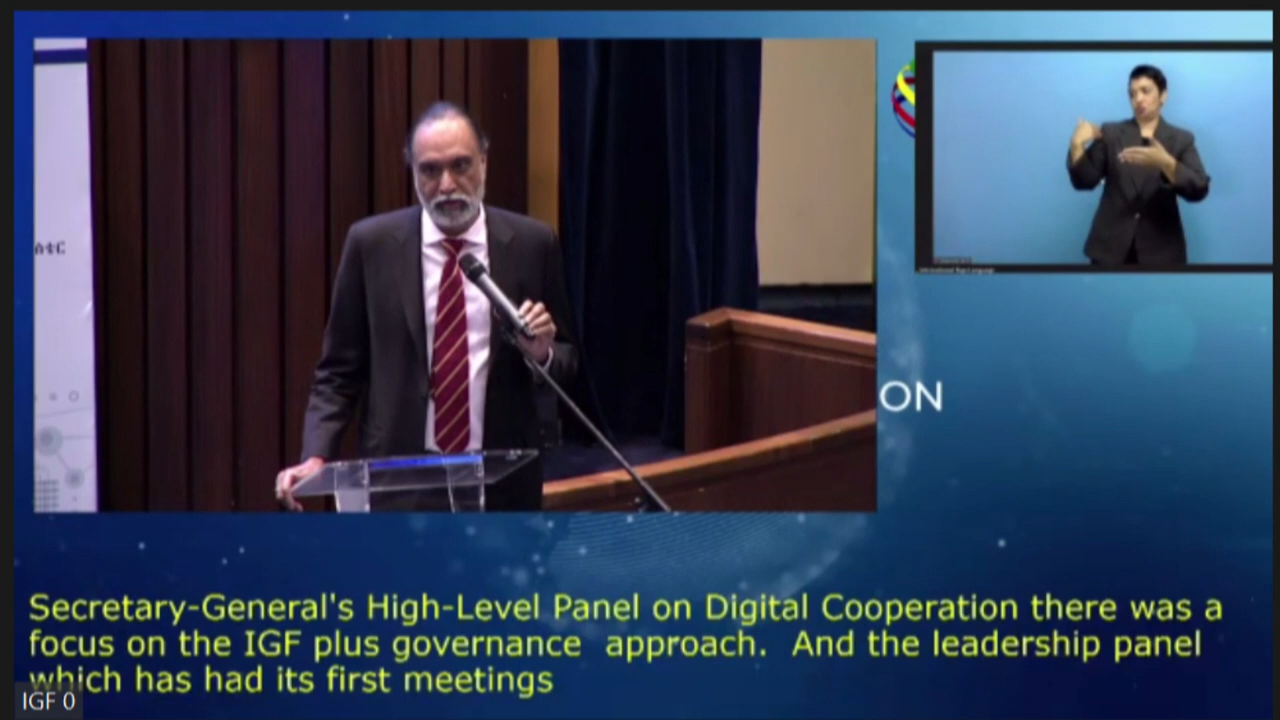 ስቴር
ON
Secretary-General's High-Level Panel on Digital Cooperation there was a
focus on the IGF plus governance  approach.  And the leadership panel
which has had its first meetings
IGF 0